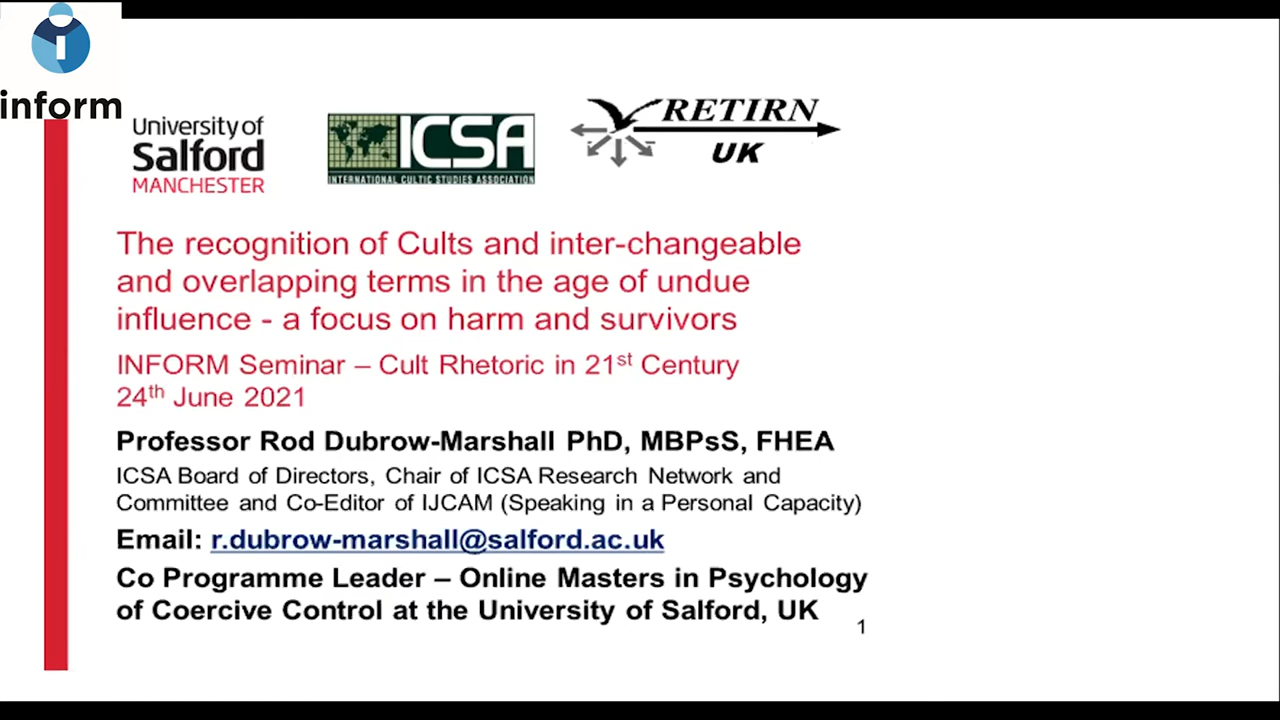 inform
University of
Salford
MANCHESTER
ICSA
INTERNATIONAL CULTIC STUDIES ASSOCIATION
RETIRN
UK
The recognition of Cults and inter-changeable
and overlapping terms in the age of undue
influence - a focus on harm and survivors
INFORM Seminar – Cult Rhetoric in 21st Century
24th June 2021
Professor Rod Dubrow-Marshall PhD, MBPsS, FHEA
ICSA Board of Directors, Chair of ICSA Research Network and
Committee and Co-Editor of IJCAM (Speaking in a Personal Capacity)
Email: r.dubrow-marshall@salford.ac.uk
Co Programme Leader – Online Masters in Psychology
of Coercive Control at the University of Salford, UK
1